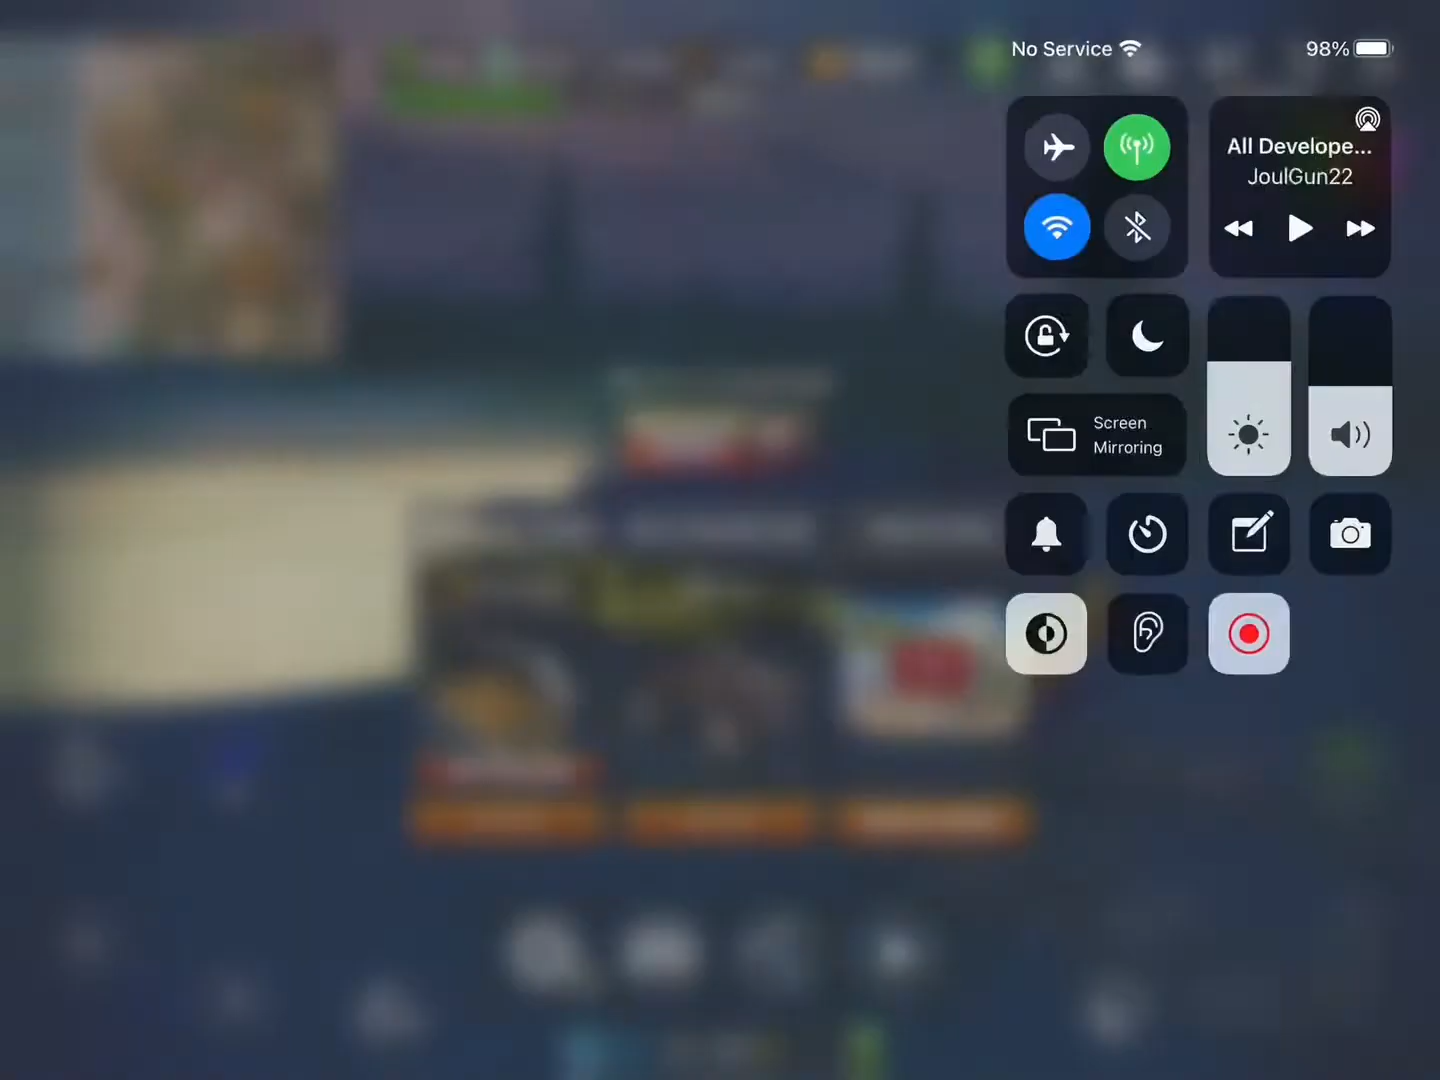 No Service
98%
All Develope...
JoulGun22
Screen
Mirroring